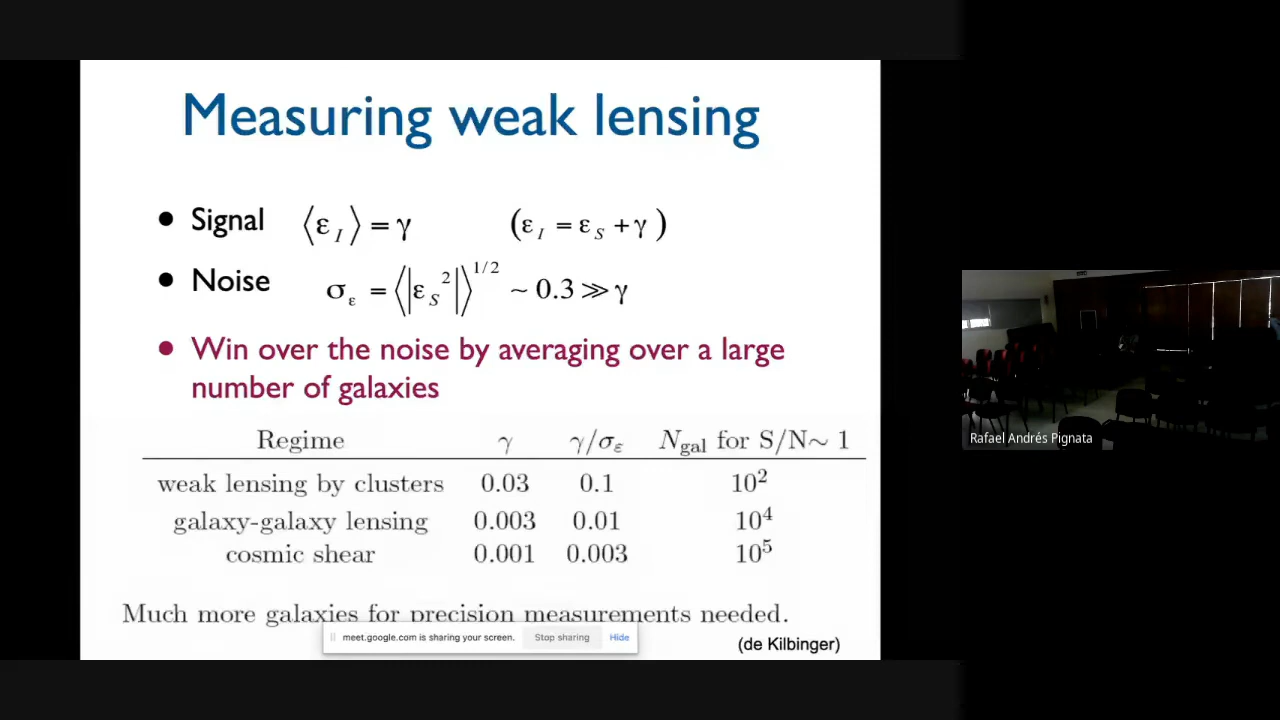 Measuring weak lensing
• Signal ⟨ε_I⟩ = γ (ε_I = ε_S + γ)
• Noise σ_ε = ⟨|ε_S²|⟩^1/2 ~ 0.3 ≫ γ
• Win over the noise by averaging over a large
number of galaxies
Regime γ γ/σ_ε N_gal for S/N~ 1
weak lensing by clusters 0.03 0.1 10²
galaxy-galaxy lensing 0.003 0.01 10⁴
cosmic shear 0.001 0.003 10⁵
Much more galaxies for precision measurements needed.
meet.google.com is sharing your screen. Stop sharing Hide
(de Kilbinger)
Rafael Andrés Pignata